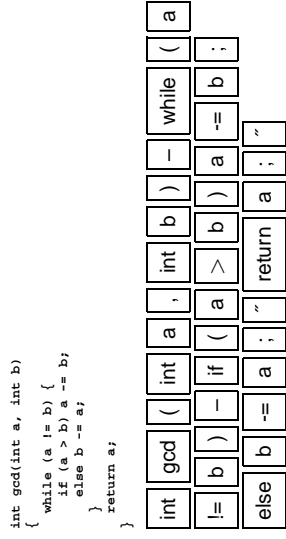 int gcd(int a, int b)
{
while (a != b) {
if (a > b) a -= b;
else b -= a;
}
return a;
}
int gcd ( int a , int b ) – while ( a
!= b ) – if ( a > b ) a -= b ;
else b -= a ; ˝ return a ; ˝